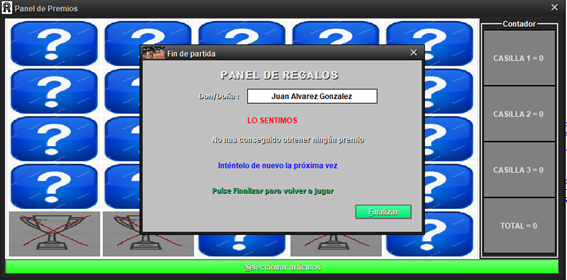 Panel de Premios
Contador
Fin de partida
PANEL DE REGALOS
Don/Doña :
Juan Alvarez Gonzalez
LO SENTIMOS
No has conseguido obtener ningún premio
Inténtelo de nuevo la próxima vez
Pulse Finalizar para volver a jugar
Finalizar
CASILLA 1 = 0
CASILLA 2 = 0
CASILLA 3 = 0
TOTAL = 0
Seleccionar artículos